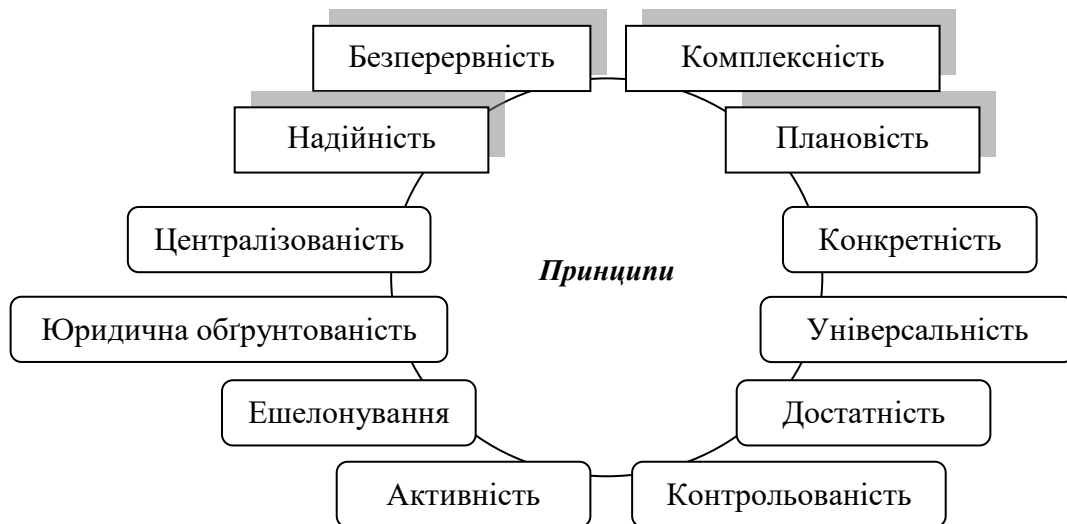 Безперервність
Комплексність
Надійність
Плановість
Централізованість
Конкретність
Принципи
Юридична обґрунтованість
Універсальність
Ешелонування
Достатність
Активність
Контрольованість